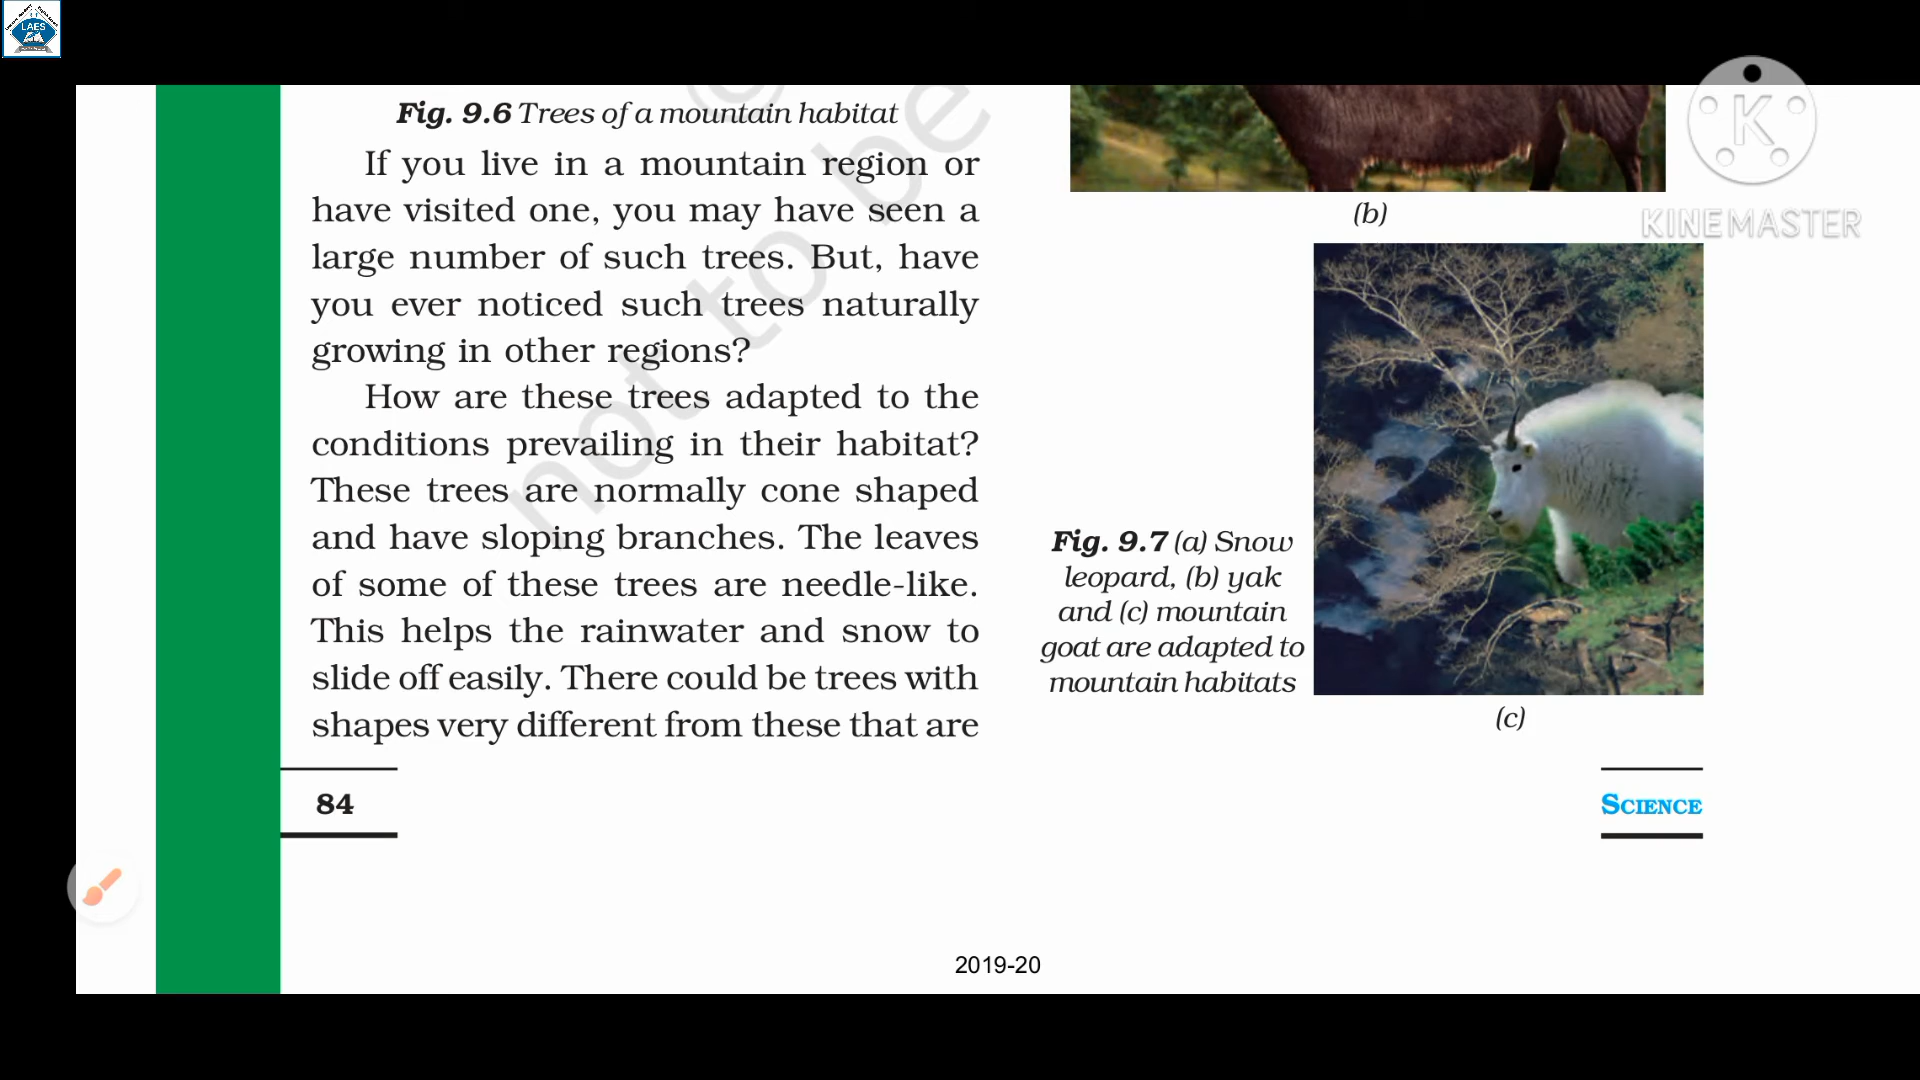 LAES
Fig. 9.6 Trees of a mountain habitat
If you live in a mountain region or
have visited one, you may have seen a
large number of such trees. But, have
you ever noticed such trees naturally
growing in other regions?
How are these trees adapted to the
conditions prevailing in their habitat?
These trees are normally cone shaped
and have sloping branches. The leaves
of some of these trees are needle-like.
This helps the rainwater and snow to
slide off easily. There could be trees with
shapes very different from these that are
©
not to be
(b)
K
KINEMASTER
Fig. 9.7 (a) Snow
leopard, (b) yak
and (c) mountain
goat are adapted to
mountain habitats
(c)
84
SCIENCE
2019-20